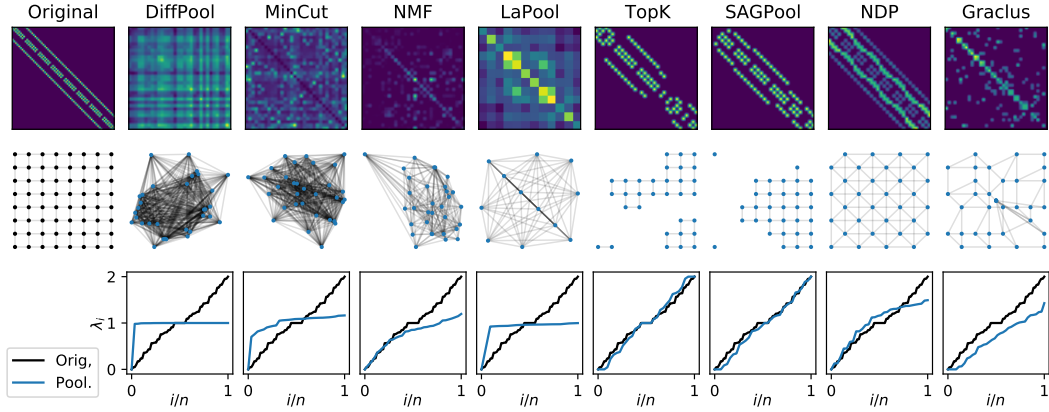 Original DiffPool MinCut NMF LaPool TopK SAGPool NDP Graclus
2
1
0
λi
Orig,
Pool.
0 1 0 1 0 1 0 1 0 1 0 1 0 1 0 1
i/n i/n i/n i/n i/n i/n i/n i/n